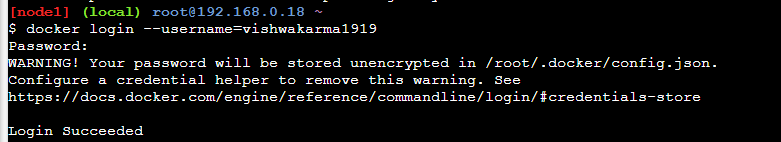 [node1] (local) root@192.168.0.18 ~
$ docker login --username=vishwakarma1919
Password:
WARNING! Your password will be stored unencrypted in /root/.docker/config.json.
Configure a credential helper to remove this warning. See
https://docs.docker.com/engine/reference/commandline/login/#credentials-store

Login Succeeded